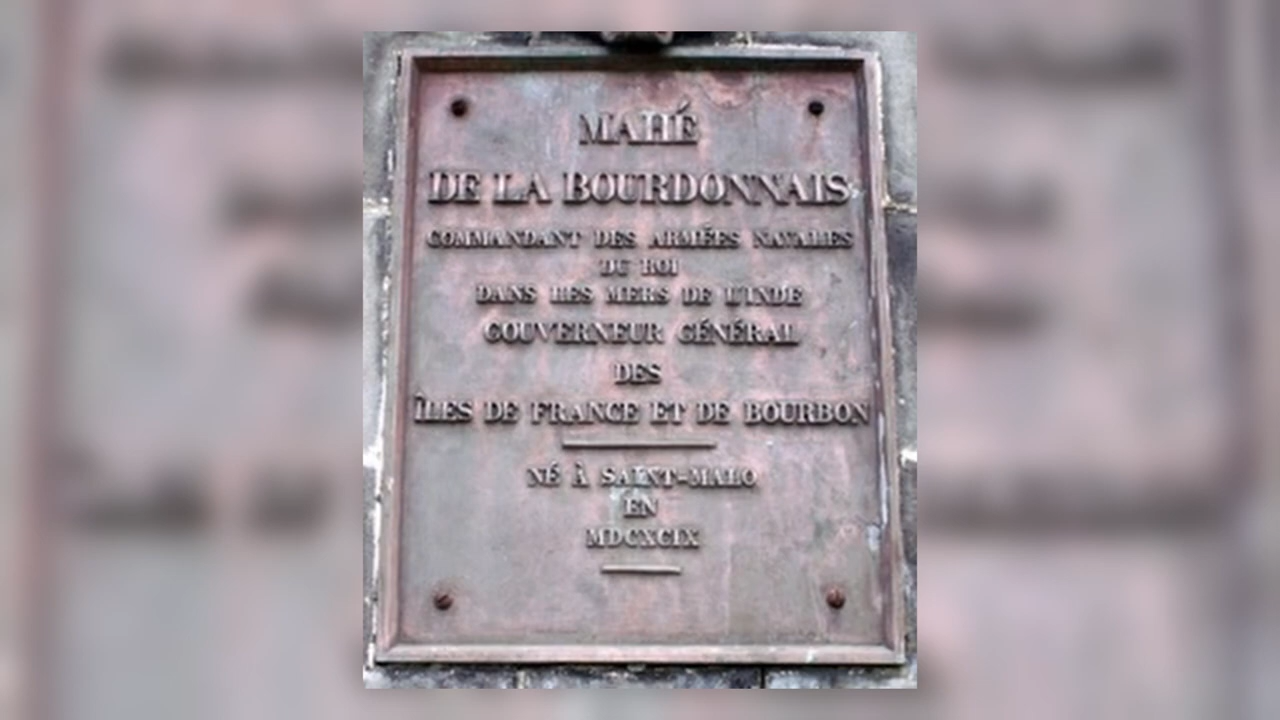 MAHÉ
DE LA BOURDONNAIS
COMMANDANT DES ARMÉES NAVALES
DU ROI
DANS LES MERS DE L'INDE
GOUVERNEUR GÉNÉRAL
DES
ÎLES DE FRANCE ET DE BOURBON
NÉ À SAINT-MALO
EN
MDCXCIX